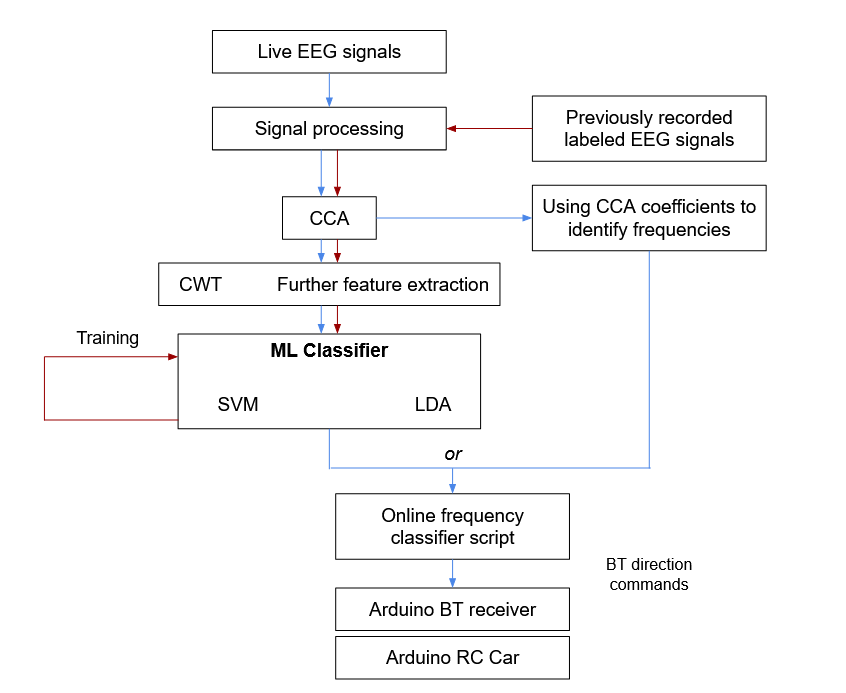 Live EEG signals
Signal processing
Previously recorded
labeled EEG signals
CCA
Using CCA coefficients to
identify frequencies
CWT Further feature extraction
Training
ML Classifier
SVM LDA
or
Online frequency
classifier script
BT direction
commands
Arduino BT receiver
Arduino RC Car